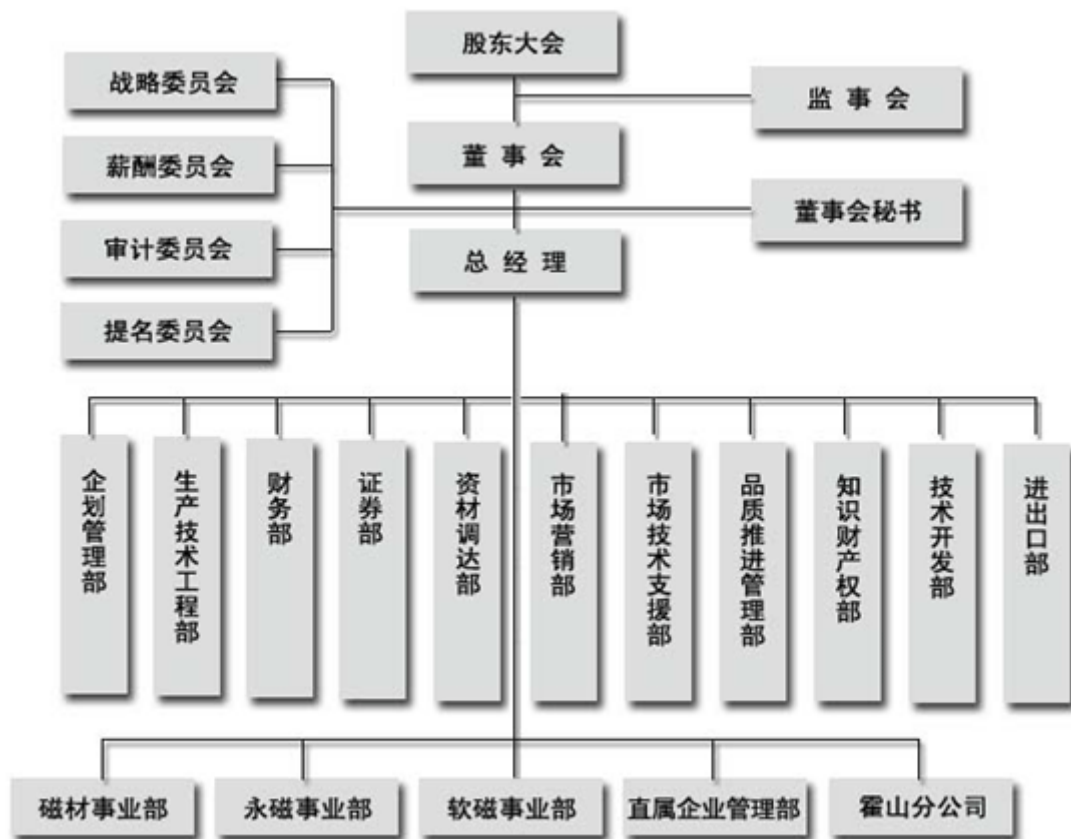 股东大会
战略委员会
监事会
董事会
薪酬委员会
董事会秘书
审计委员会
总经理
提名委员会
企划管理部
生产技术工程部
财务部
证券部
资材调达部
市场营销部
市场技术支援部
品质推进管理部
知识财产权部
技术开发部
进出口部
磁材事业部
永磁事业部
软磁事业部
直属企业管理部
霍山分公司